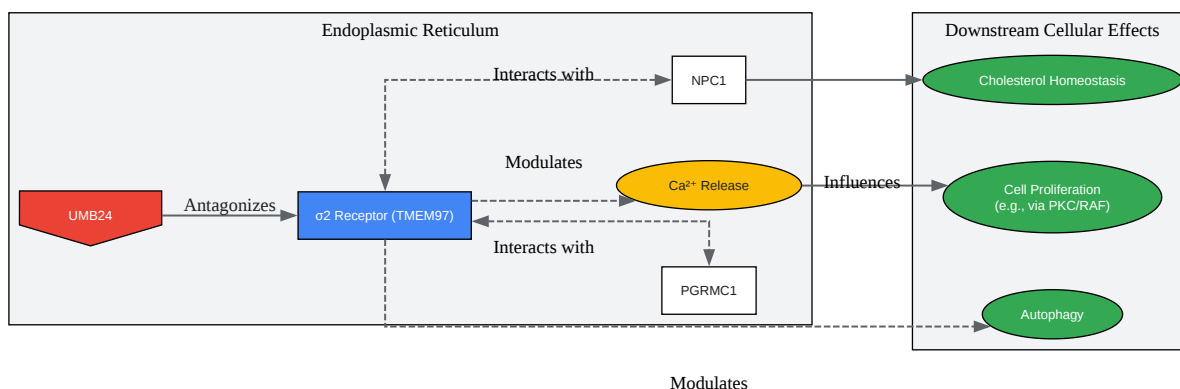 Endoplasmic Reticulum
Downstream Cellular Effects
Interacts with
NPC1
Cholesterol Homeostasis
Modulates
Ca²⁺ Release
Influences
Cell Proliferation
(e.g., via PKC/RAF)
UMB24
Antagonizes
σ2 Receptor (TMEM97)
Interacts with
PGRMC1
Autophagy
Modulates